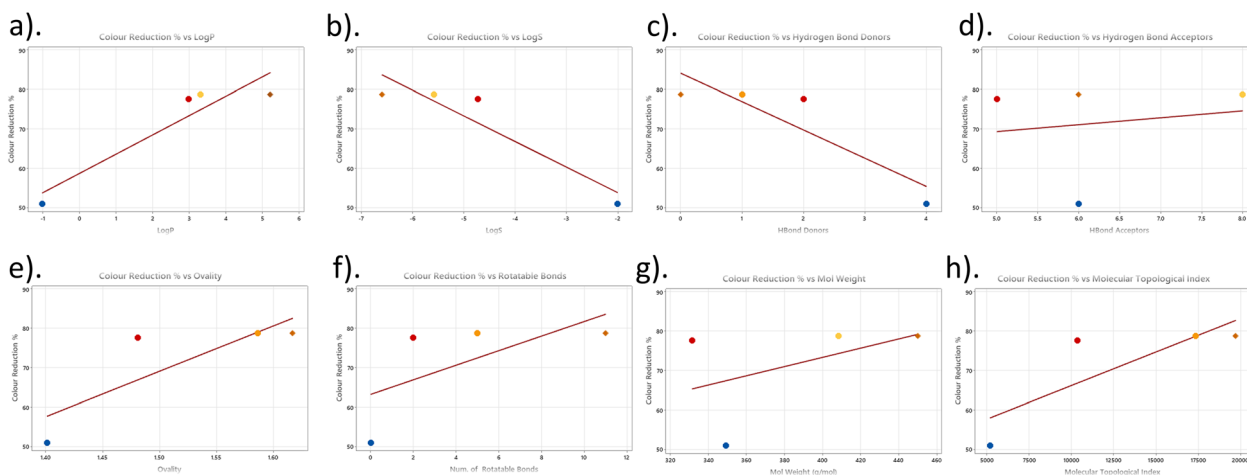 a).
Colour Reduction % vs LogP
Colour Reduction %
90
80
70
60
50
-1
0
1
2
3
4
5
6
LogP
b).
Colour Reduction % vs LogS
Colour Reduction %
90
80
70
60
50
-7
-6
-5
-4
-3
-2
LogS
c).
Colour Reduction % vs Hydrogen Bond Donors
Colour Reduction %
90
80
70
60
50
0
1
2
3
4
HBond Donors
d).
Colour Reduction % vs Hydrogen Bond Acceptors
Colour Reduction %
90
80
70
60
50
5.0
5.5
6.0
6.5
7.0
7.5
8.0
HBond Acceptors
e).
Colour Reduction % vs Ovality
Colour Reduction %
90
80
70
60
50
1.40
1.45
1.50
1.55
1.60
Ovality
f).
Colour Reduction % vs Rotatable Bonds
Colour Reduction %
90
80
70
60
50
0
2
4
6
8
10
12
Num. of Rotatable Bonds
g).
Colour Reduction % vs Mol Weight
Colour Reduction %
90
80
70
60
50
320
340
360
380
400
420
440
460
Mol Weight (g/mol)
h).
Colour Reduction % vs Molecular Topological Index
Colour Reduction %
90
80
70
60
50
5000
7500
10000
12500
15000
17500
20000
Molecular Topological Index